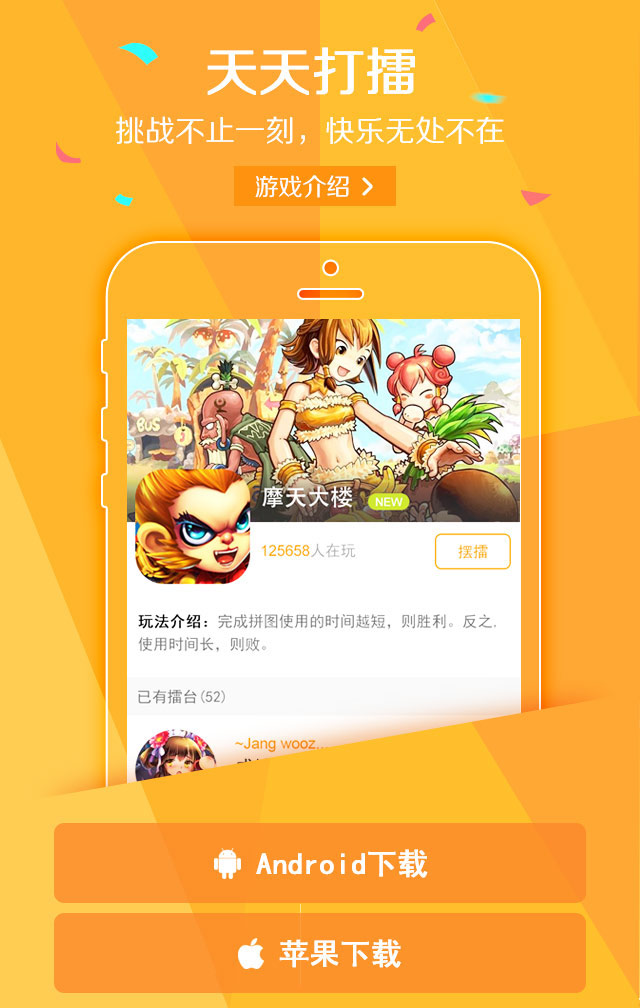 天天打擂
挑战不止一刻，快乐无处不在
游戏介绍
BUS
摩天大楼 NEW
125658人在玩
摆擂
玩法介绍：完成拼图使用的时间越短，则胜利。反之.
使用时间长，则败。
已有擂台(52)
~Jang wooz...
Android下载
苹果下载